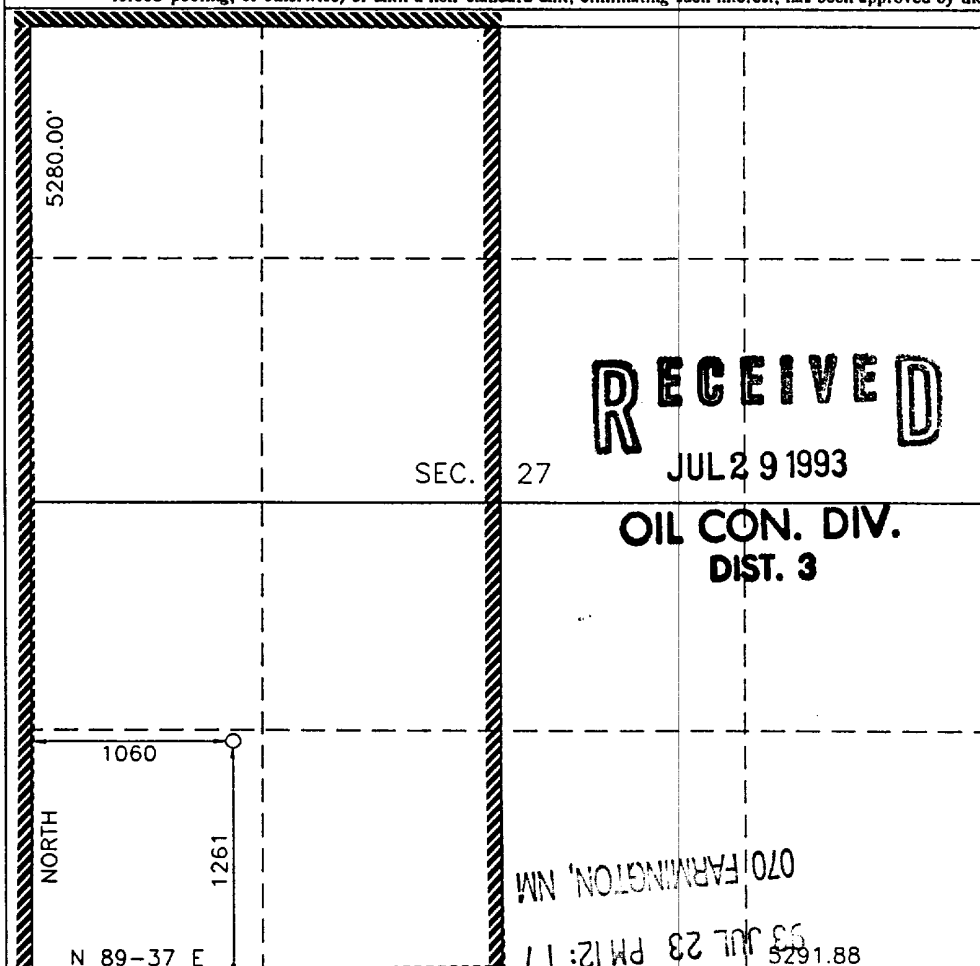 5280.00'
RECEIVED
SEC. 27
JUL 29 1993
OIL CON. DIV.
DIST. 3
1060
NORTH
1261
070 FARMINGTON, NM
93 JUL 23 PM 12: 17
N 89-37 E
5291.88